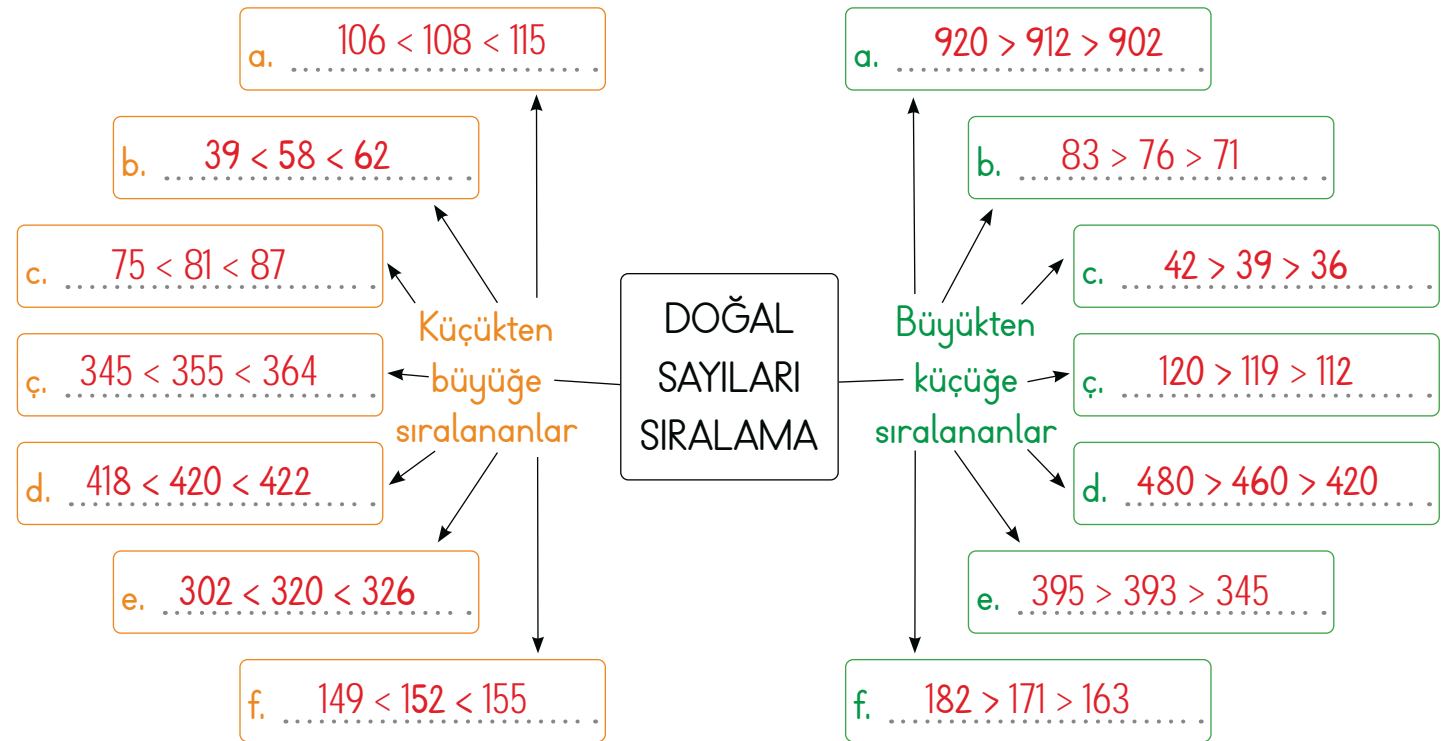 a. 106 < 108 < 115
b. 39 < 58 < 62
c. 75 < 81 < 87
ç. 345 < 355 < 364
d. 418 < 420 < 422
e. 302 < 320 < 326
f. 149 < 152 < 155
Küçükten
büyüğe
sıralananlar
DOĞAL
SAYILARI
SIRALAMA
Büyükten
küçüğe
sıralananlar
a. 920 > 912 > 902
b. 83 > 76 > 71
c. 42 > 39 > 36
ç. 120 > 119 > 112
d. 480 > 460 > 420
e. 395 > 393 > 345
f. 182 > 171 > 163